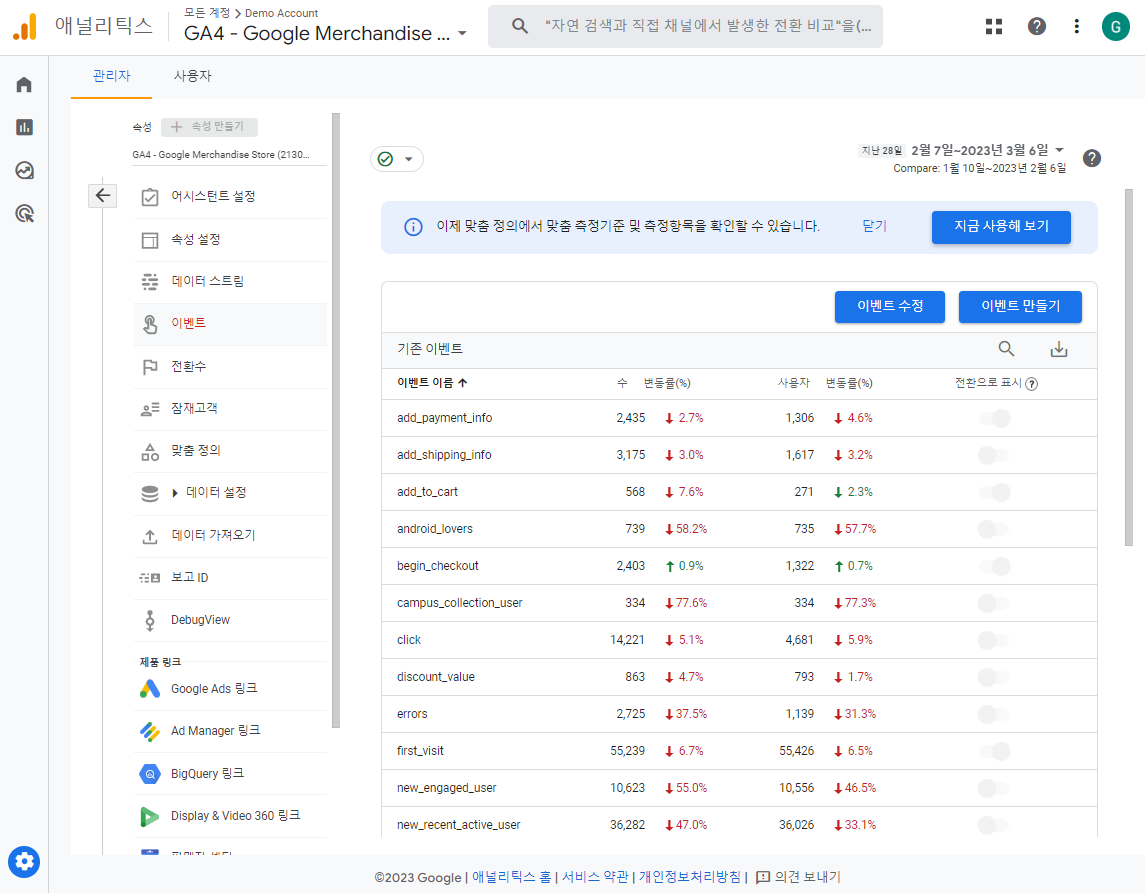 애널리틱스
모든 계정 > Demo Account
GA4 - Google Merchandise ...
"자연 검색과 직접 채널에서 발생한 전환 비교"을(...
G
관리자 사용자
속성 + 속성 만들기
GA4 - Google Merchandise Store (2130...
어시스턴트 설정
속성 설정
데이터 스트림
이벤트
전환수
잠재고객
맞춤 정의
데이터 설정
데이터 가져오기
보고 ID
DebugView
제품 링크
Google Ads 링크
Ad Manager 링크
BigQuery 링크
Display & Video 360 링크
지난 28일 2월 7일~2023년 3월 6일
Compare: 1월 10일~2023년 2월 6일
이제 맞춤 정의에서 맞춤 측정기준 및 측정항목을 확인할 수 있습니다. 닫기 지금 사용해 보기
이벤트 수정 이벤트 만들기
기존 이벤트
이벤트 이름 ↑ 수 변동률(%) 사용자 변동률(%) 전환으로 표시 ?
add_payment_info 2,435 ↓ 2.7% 1,306 ↓ 4.6%
add_shipping_info 3,175 ↓ 3.0% 1,617 ↓ 3.2%
add_to_cart 568 ↓ 7.6% 271 ↓ 2.3%
android_lovers 739 ↓ 58.2% 735 ↓ 57.7%
begin_checkout 2,403 ↑ 0.9% 1,322 ↑ 0.7%
campus_collection_user 334 ↓ 77.6% 334 ↓ 77.3%
click 14,221 ↓ 5.1% 4,681 ↓ 5.9%
discount_value 863 ↓ 4.7% 793 ↓ 1.7%
errors 2,725 ↓ 37.5% 1,139 ↓ 31.3%
first_visit 55,239 ↓ 6.7% 55,426 ↓ 6.5%
new_engaged_user 10,623 ↓ 55.0% 10,556 ↓ 46.5%
new_recent_active_user 36,282 ↓ 47.0% 36,026 ↓ 33.1%
©2023 Google | 애널리틱스 홈 | 서비스 약관 | 개인정보처리방침 | 의견 보내기